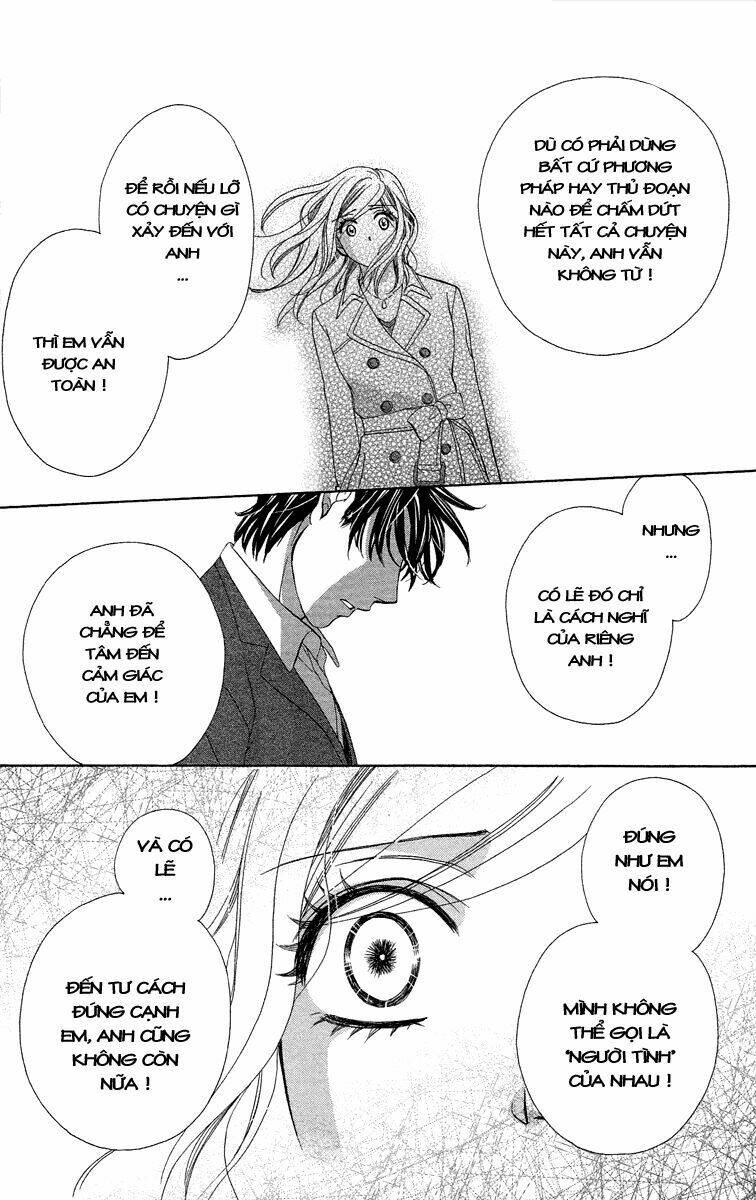 DÙ CÓ PHẢI DÙNG
BẤT CỨ PHƯƠNG
PHÁP HAY THỦ ĐOẠN
NÀO ĐỂ CHẤM DỨT
HẾT TẤT CẢ CHUYỆN
NÀY, ANH VẪN
KHÔNG TỪ !
ĐỂ RỒI NẾU LỠ
CÓ CHUYỆN GÌ
XẢY ĐẾN VỚI
ANH
...
THÌ EM VẪN
ĐƯỢC AN
TOÀN !
NHƯNG
...
CÓ LẼ ĐÓ CHỈ
LÀ CÁCH NGHĨ
CỦA RIÊNG
ANH !
ANH ĐÃ
CHẲNG ĐỂ
TÂM ĐẾN
CẢM GIÁC
CỦA EM !
ĐÚNG
NHƯ EM
NÓI !
MÌNH KHÔNG
THỂ GỌI LÀ
'NGƯỜI TÌNH'
CỦA NHAU !
VÀ CÓ
LẼ
...
ĐẾN TƯ CÁCH
ĐỨNG CẠNH
EM, ANH CŨNG
KHÔNG CÒN
NỮA !